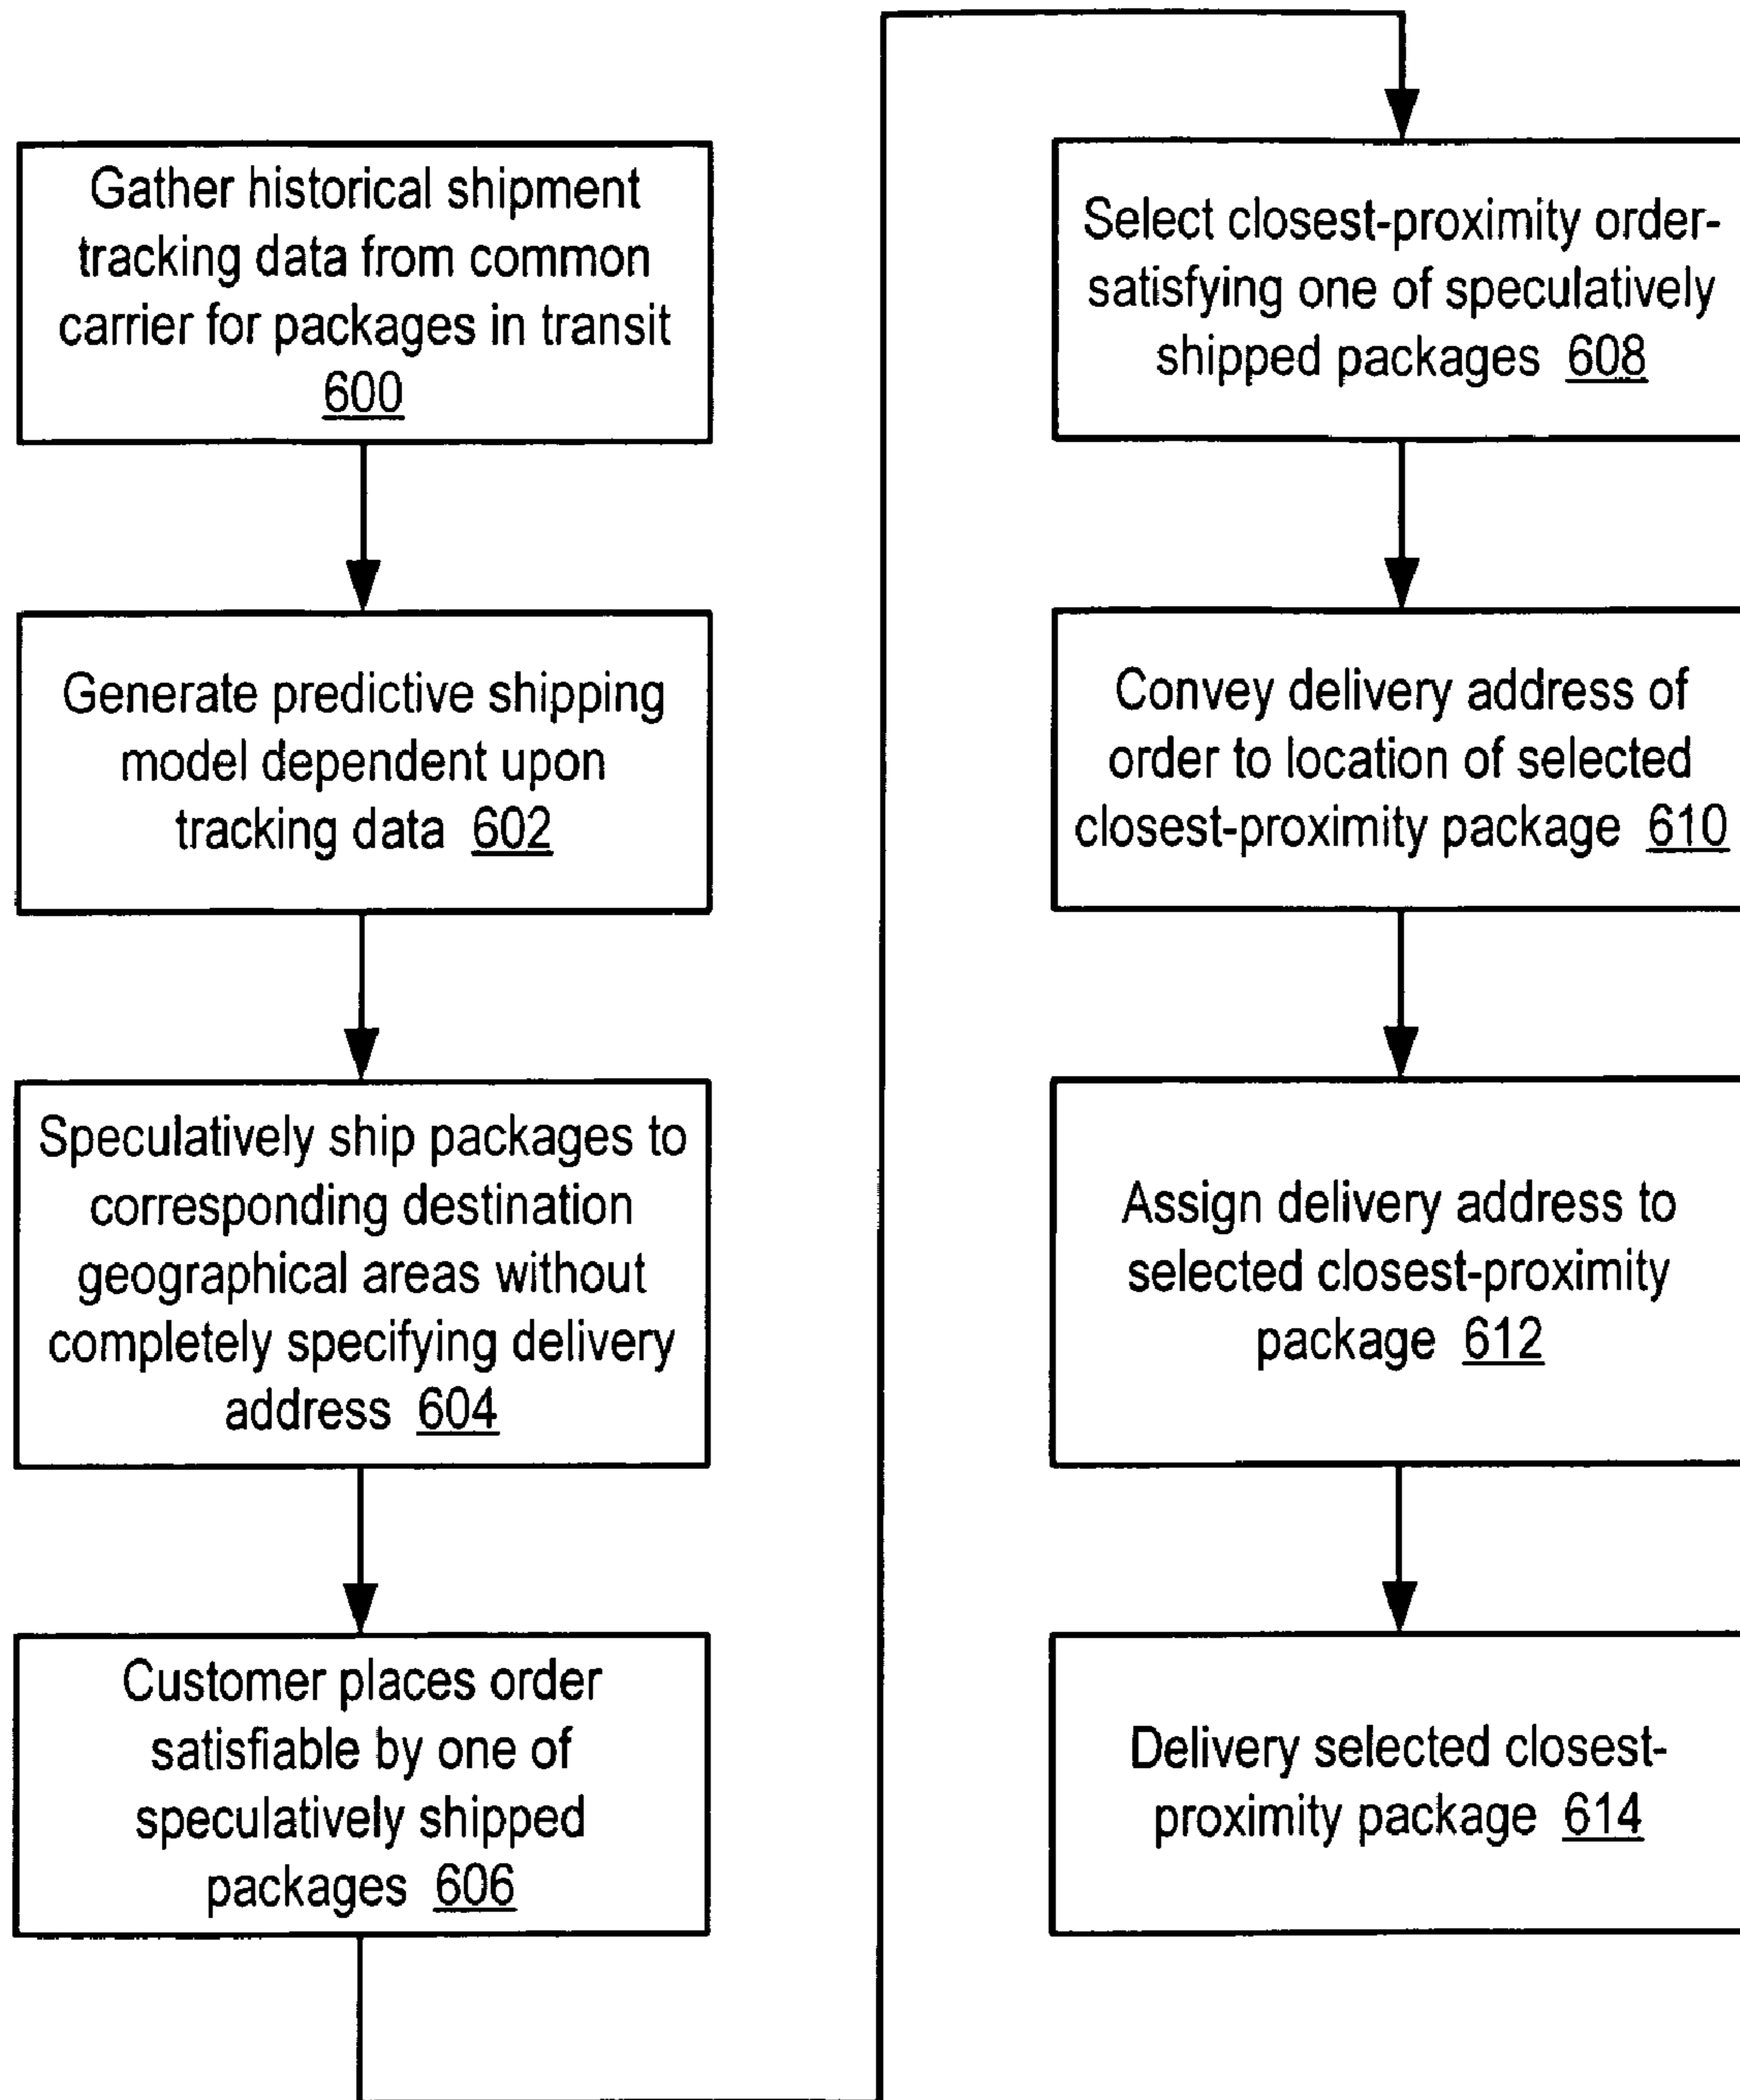 Gather historical shipment
tracking data from common
carrier for packages in transit
600
Generate predictive shipping
model dependent upon
tracking data 602
Speculatively ship packages to
corresponding destination
geographical areas without
completely specifying delivery
address 604
Customer places order
satisfiable by one of
speculatively shipped
packages 606
Select closest-proximity order-
satisfying one of speculatively
shipped packages 608
Convey delivery address of
order to location of selected
closest-proximity package 610
Assign delivery address to
selected closest-proximity
package 612
Delivery selected closest-
proximity package 614